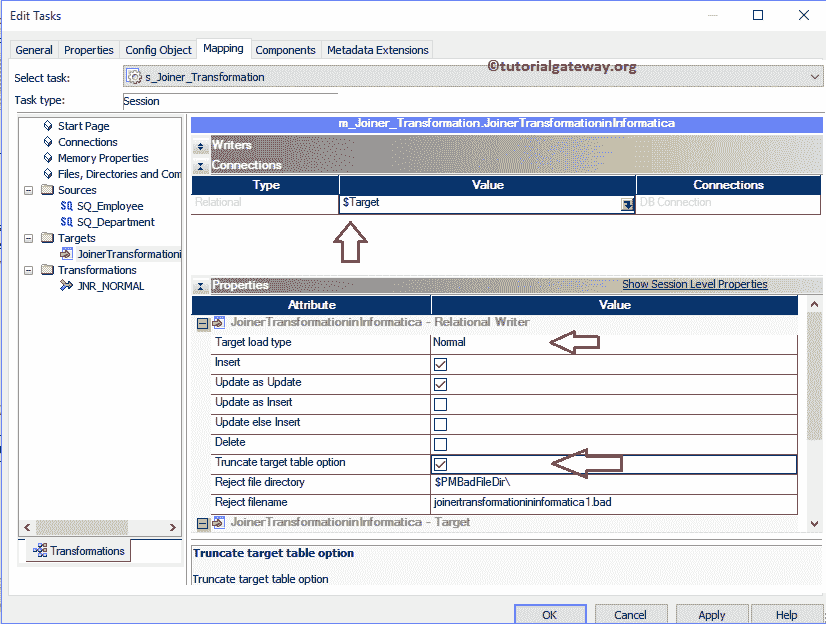 Edit Tasks
General Properties Config Object Mapping Components Metadata Extensions
©tutorialgateway.org
Select task: s_Joiner_Transformation
Task type: Session
Start Page
Connections
Memory Properties
Files, Directories and Com
Sources
SQ_Employee
SQ_Department
Targets
JoinerTransformationi
Transformations
JNR_NORMAL
Transformations
m_Joiner_Transformation.JoinerTransformationinInformatica
Writers
Connections
Type Value Connections
Relational $Target DB Connection
Properties Show Session Level Properties
Attribute Value
JoinerTransformationinInformatica - Relational Writer
Target load type Normal
Insert
Update as Update
Update as Insert
Update else Insert
Delete
Truncate target table option
Reject file directory $PMBadFileDir\
Reject filename joinertransformationininformatica1.bad
JoinerTransformationinInformatica - Target
Truncate target table option
Truncate target table option
OK Cancel Apply Help